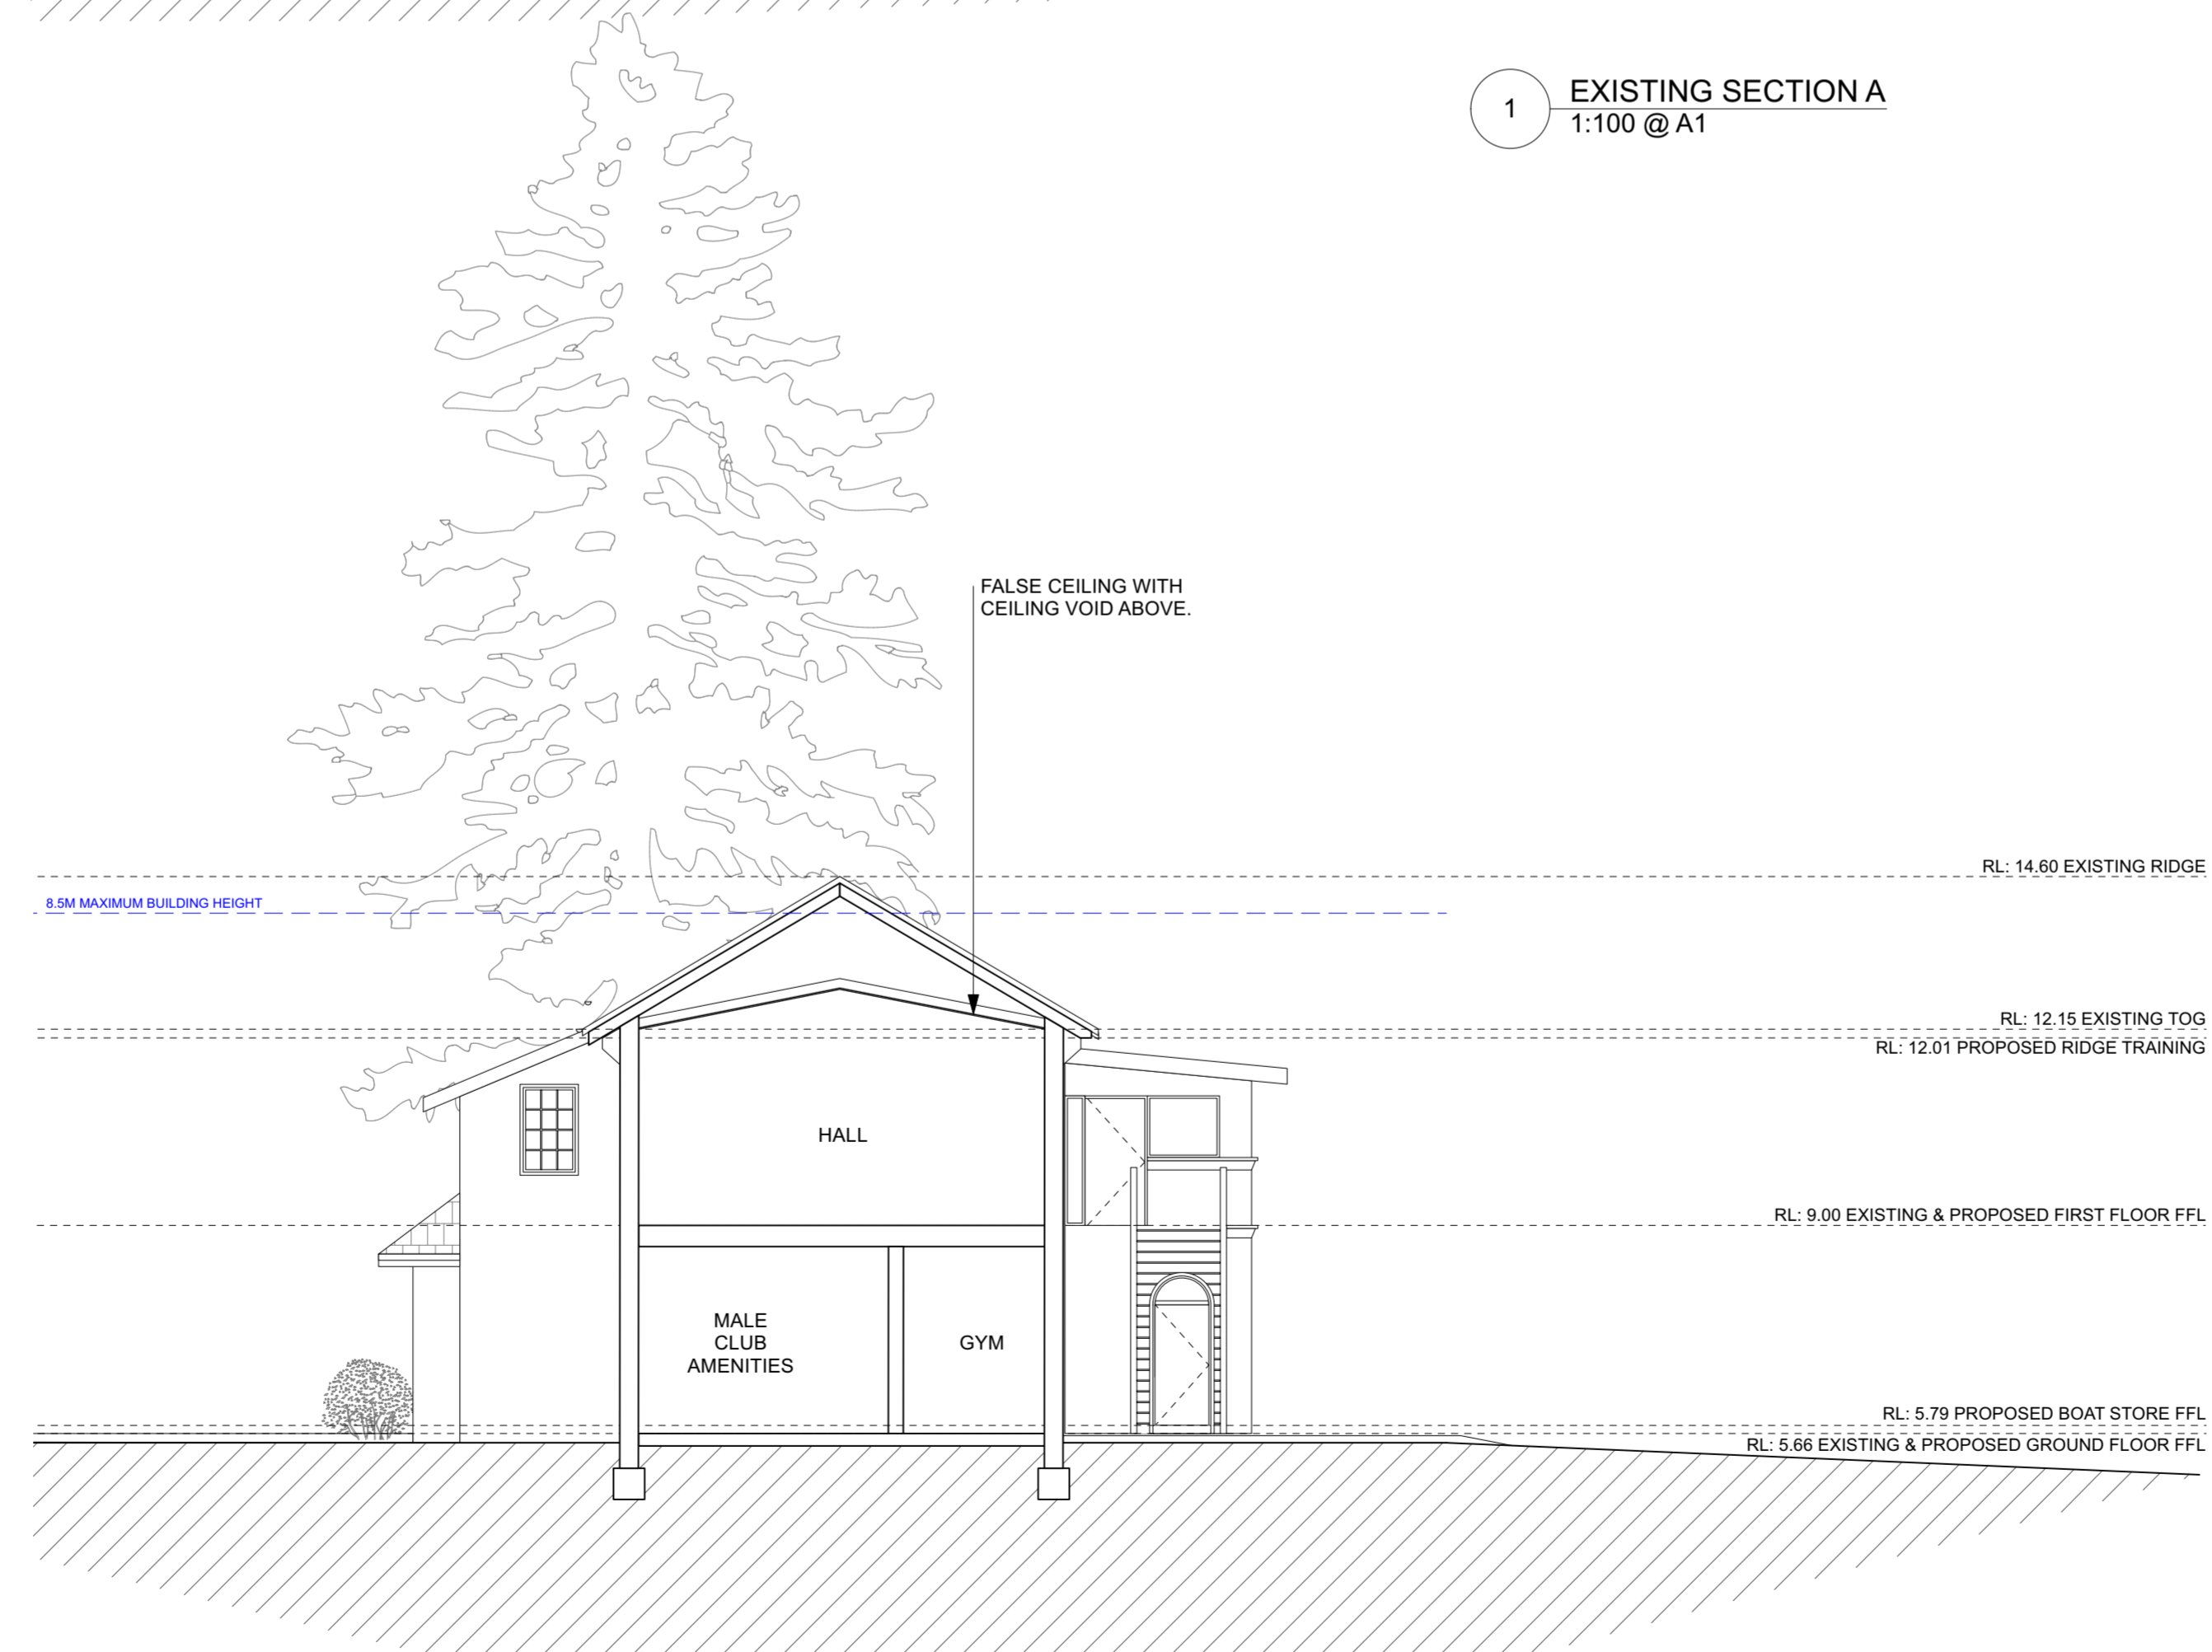 1
EXISTING SECTION A
1:100 @ A1
FALSE CEILING WITH
CEILING VOID ABOVE.
RL: 14.60 EXISTING RIDGE
8.5M MAXIMUM BUILDING HEIGHT
RL: 12.15 EXISTING TOG
RL: 12.01 PROPOSED RIDGE TRAINING
HALL
RL: 9.00 EXISTING & PROPOSED FIRST FLOOR FFL
MALE
CLUB
AMENITIES
GYM
RL: 5.79 PROPOSED BOAT STORE FFL
RL: 5.66 EXISTING & PROPOSED GROUND FLOOR FFL